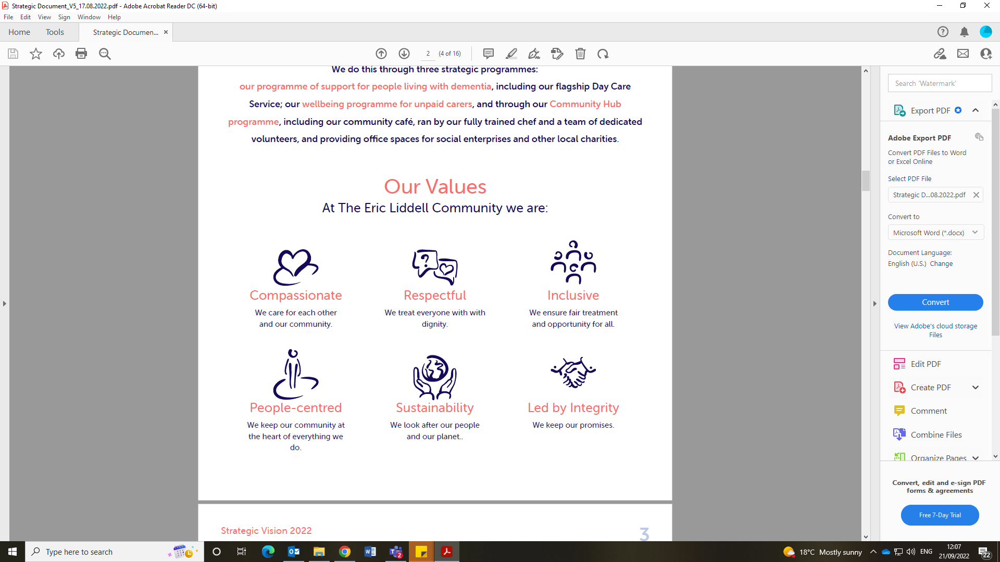 Strategic Document_V5_17.08.2022.pdf - Adobe Acrobat Reader DC (64-bit)
File Edit View Sign Window Help
Home Tools Strategic Documen...
2 (4 of 16)
We do this through three strategic programmes:
our programme of support for people living with dementia, including our flagship Day Care
Service; our wellbeing programme for unpaid carers, and through our Community Hub
programme, including our community café, ran by our fully trained chef and a team of dedicated
volunteers, and providing office spaces for social enterprises and other local charities.
Our Values
At The Eric Liddell Community we are:
Compassionate
We care for each other
and our community.
Respectful
We treat everyone with with
dignity.
Inclusive
We ensure fair treatment
and opportunity for all.
People-centred
We keep our community at
the heart of everything we
do.
Sustainability
We look after our people
and our planet..
Led by Integrity
We keep our promises.
Strategic Vision 2022
3
Search 'Watermark'
Export PDF
Adobe Export PDF
Convert PDF Files to Word
or Excel Online
Select PDF File
Strategic D...08.2022.pdf
Convert to
Microsoft Word (*.docx)
Document Language:
English (U.S.) Change
Convert
View Adobe's cloud storage
Files
Edit PDF
Create PDF
Comment
Combine Files
Organize Pages
Convert, edit and e-sign PDF
forms & agreements
Free 7-Day Trial
Type here to search
2
18°C Mostly sunny
ENG
12:07
21/09/2022
22